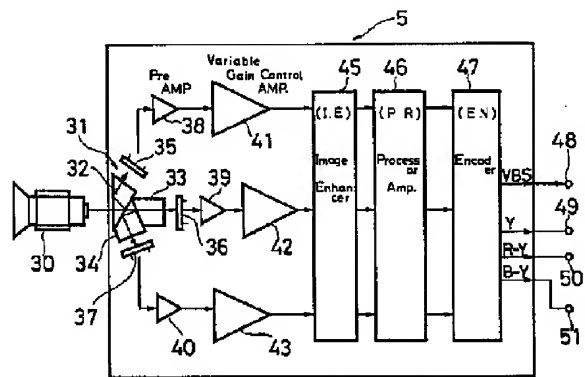 5
Variable
Gain Control
AMP.
Pre
AMP
45
46
47
(I.E)
(P R)
(E N)
Image
Enhan
cer
Process
or
Amp.
Encod
er
VBS
Y
R-Y
B-Y
48
49
50
51
31
32
33
34
35
36
37
38
39
40
41
42
43
30